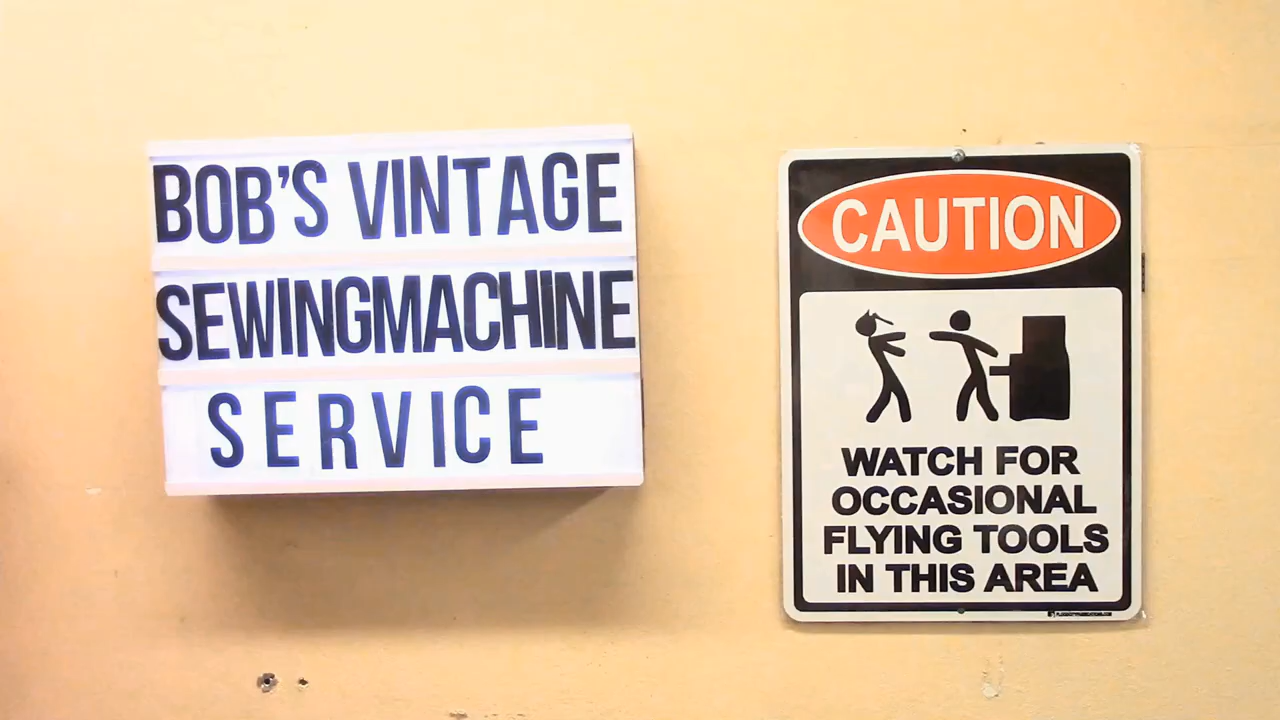 BOB'S VINTAGE
SEWINGMACHINE
SERVICE
CAUTION
WATCH FOR
OCCASIONAL
FLYING TOOLS
IN THIS AREA